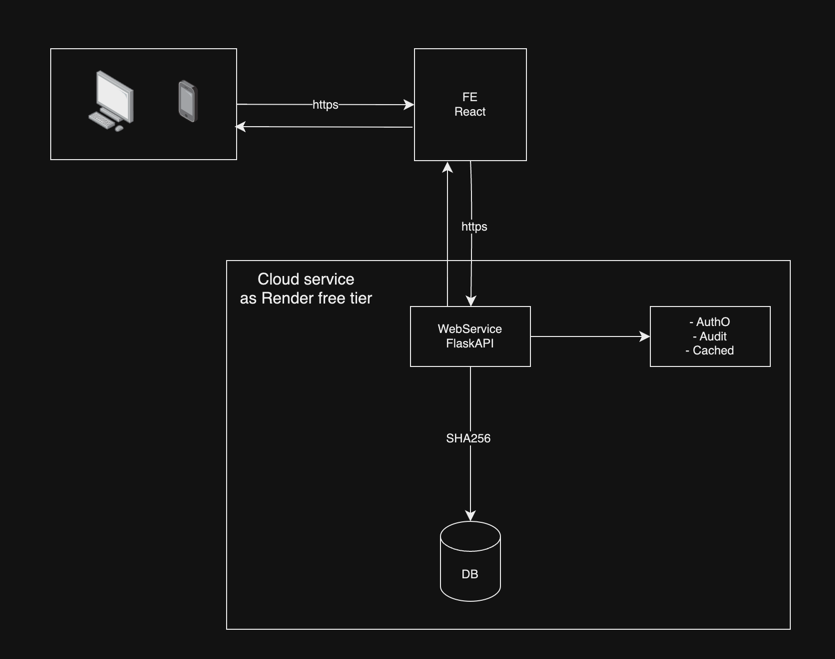 https
FE
React
https
Cloud service
as Render free tier
WebService
FlaskAPI
- AuthO
- Audit
- Cached
SHA256
DB